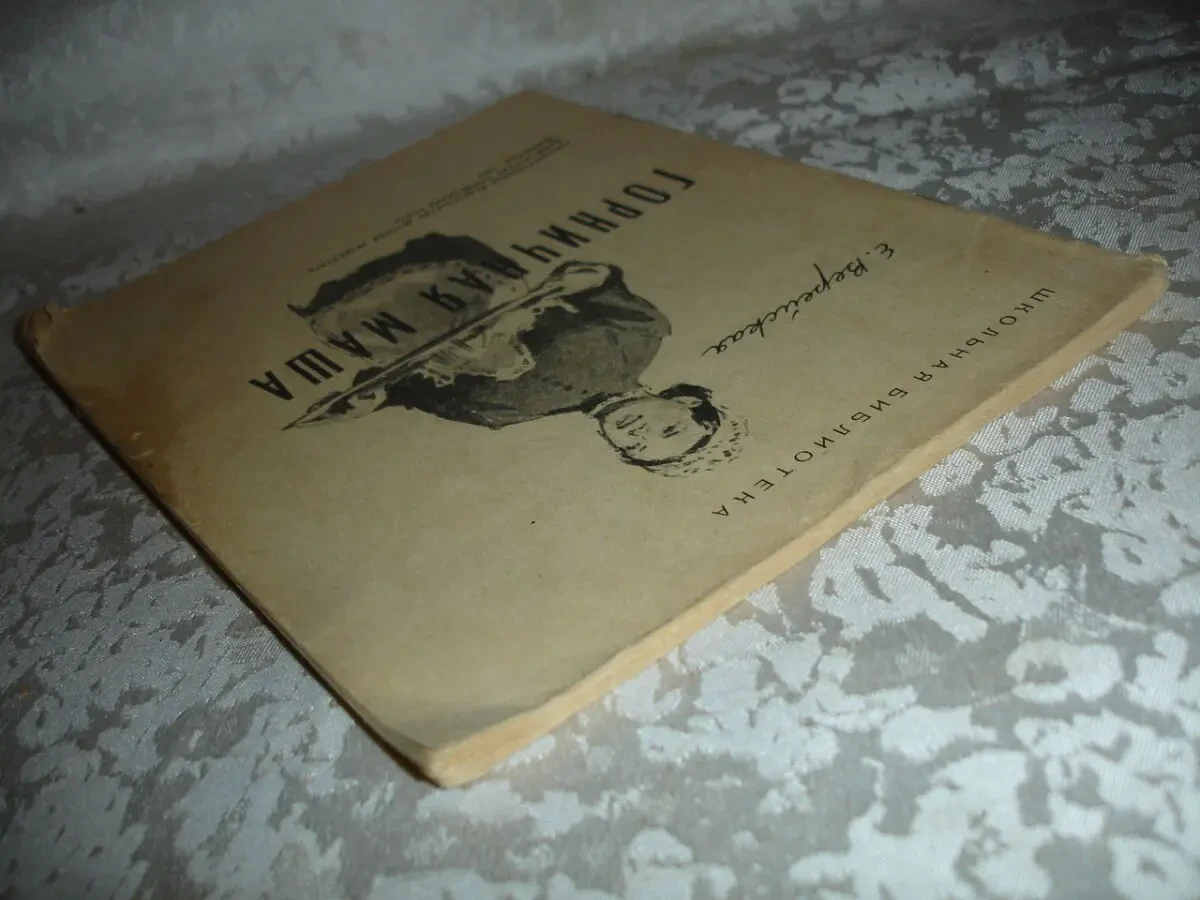 ШКОЛЬНАЯ БИБЛИОТЕКА
Е. Верейская
ГОРНИЧНАЯ МАША